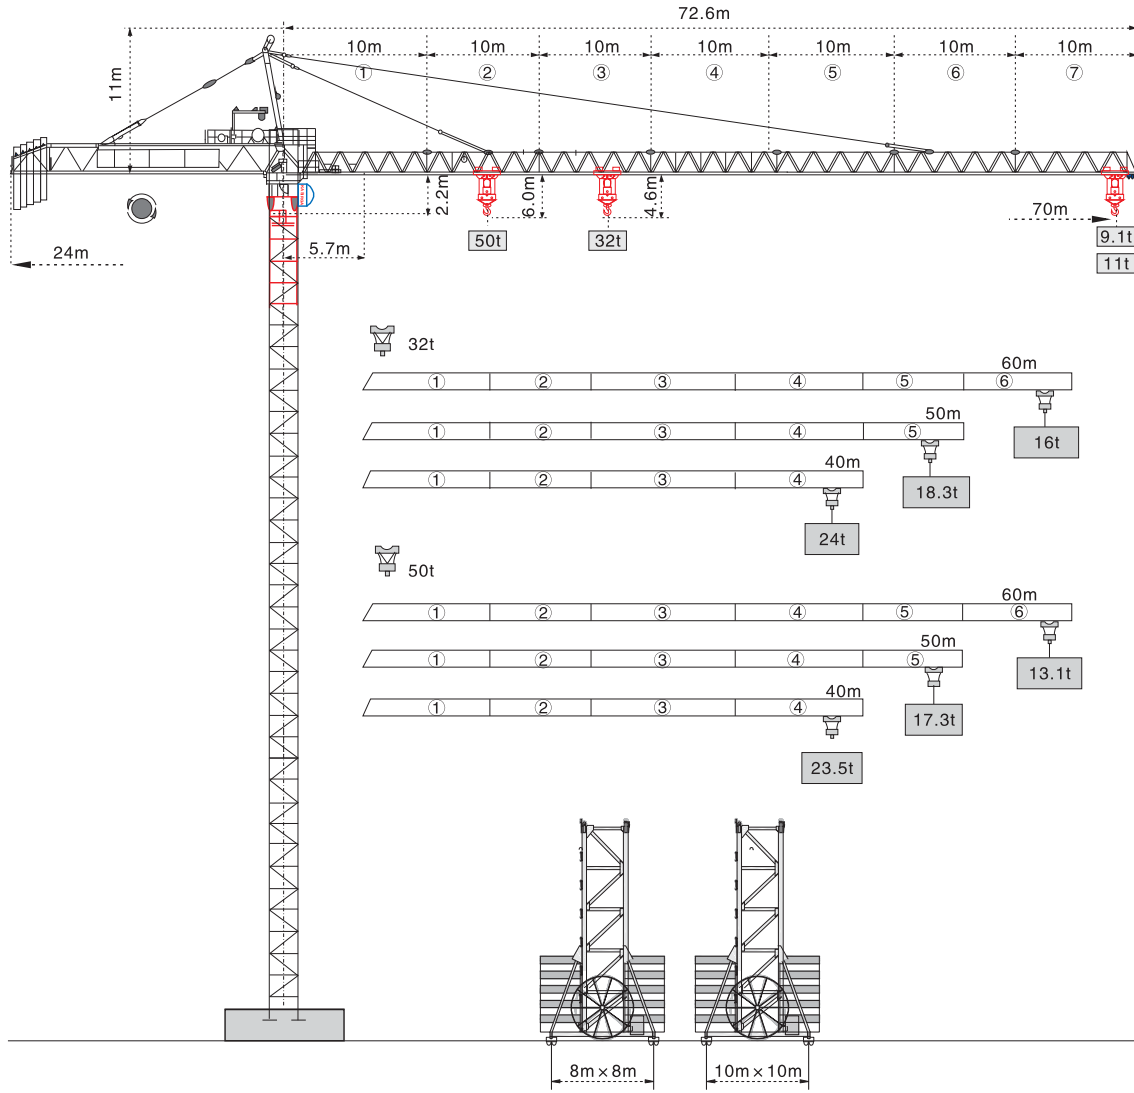 72.6m
10m 10m 10m 10m 10m 10m 10m
① ② ③ ④ ⑤ ⑥ ⑦
11m
2.2m 6.0m 4.6m
70m
50t 32t 9.1t
24m 5.7m 11t
32t
60m
① ② ③ ④ ⑤ ⑥
50m
① ② ③ ④ ⑤ 16t
40m
① ② ③ ④ 18.3t
24t
50t
60m
① ② ③ ④ ⑤ ⑥
50m
① ② ③ ④ ⑤ 13.1t
40m
① ② ③ ④ 17.3t
23.5t
8m×8m 10m×10m